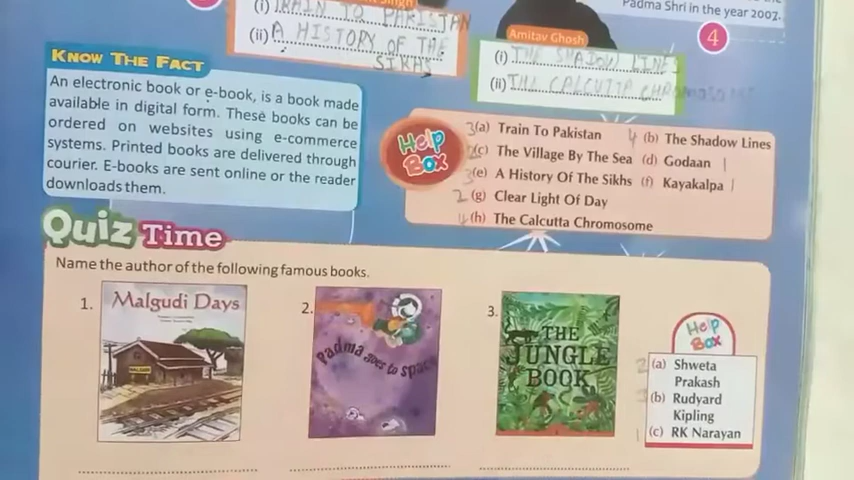 Singh
Padma Shri in the year 2002.
(i) TRAIN TO PAKISTAN
(ii) A HISTORY OF THE
SIKHS
Amitav Ghosh
4
(i) THE SHADOW LINES
(ii) THE CALCUTTA CHROMOSOME
KNOW THE FACT
An electronic book or e-book, is a book made
available in digital form. These books can be
ordered on websites using e-commerce
systems. Printed books are delivered through
courier. E-books are sent online or the reader
downloads them.
Help
Box
3 (a) Train To Pakistan 4 (b) The Shadow Lines
(c) The Village By The Sea (d) Godaan 1
3 (e) A History Of The Sikhs (f) Kayakalpa 1
2 (g) Clear Light Of Day
4 (h) The Calcutta Chromosome
Quiz Time
Name the author of the following famous books.
1. Malgudi Days
MALGUDI
2. Padma goes to space
3. THE
JUNGLE
BOOK
Help
Box
2 (a) Shweta
Prakash
3 (b) Rudyard
Kipling
1 (c) RK Narayan